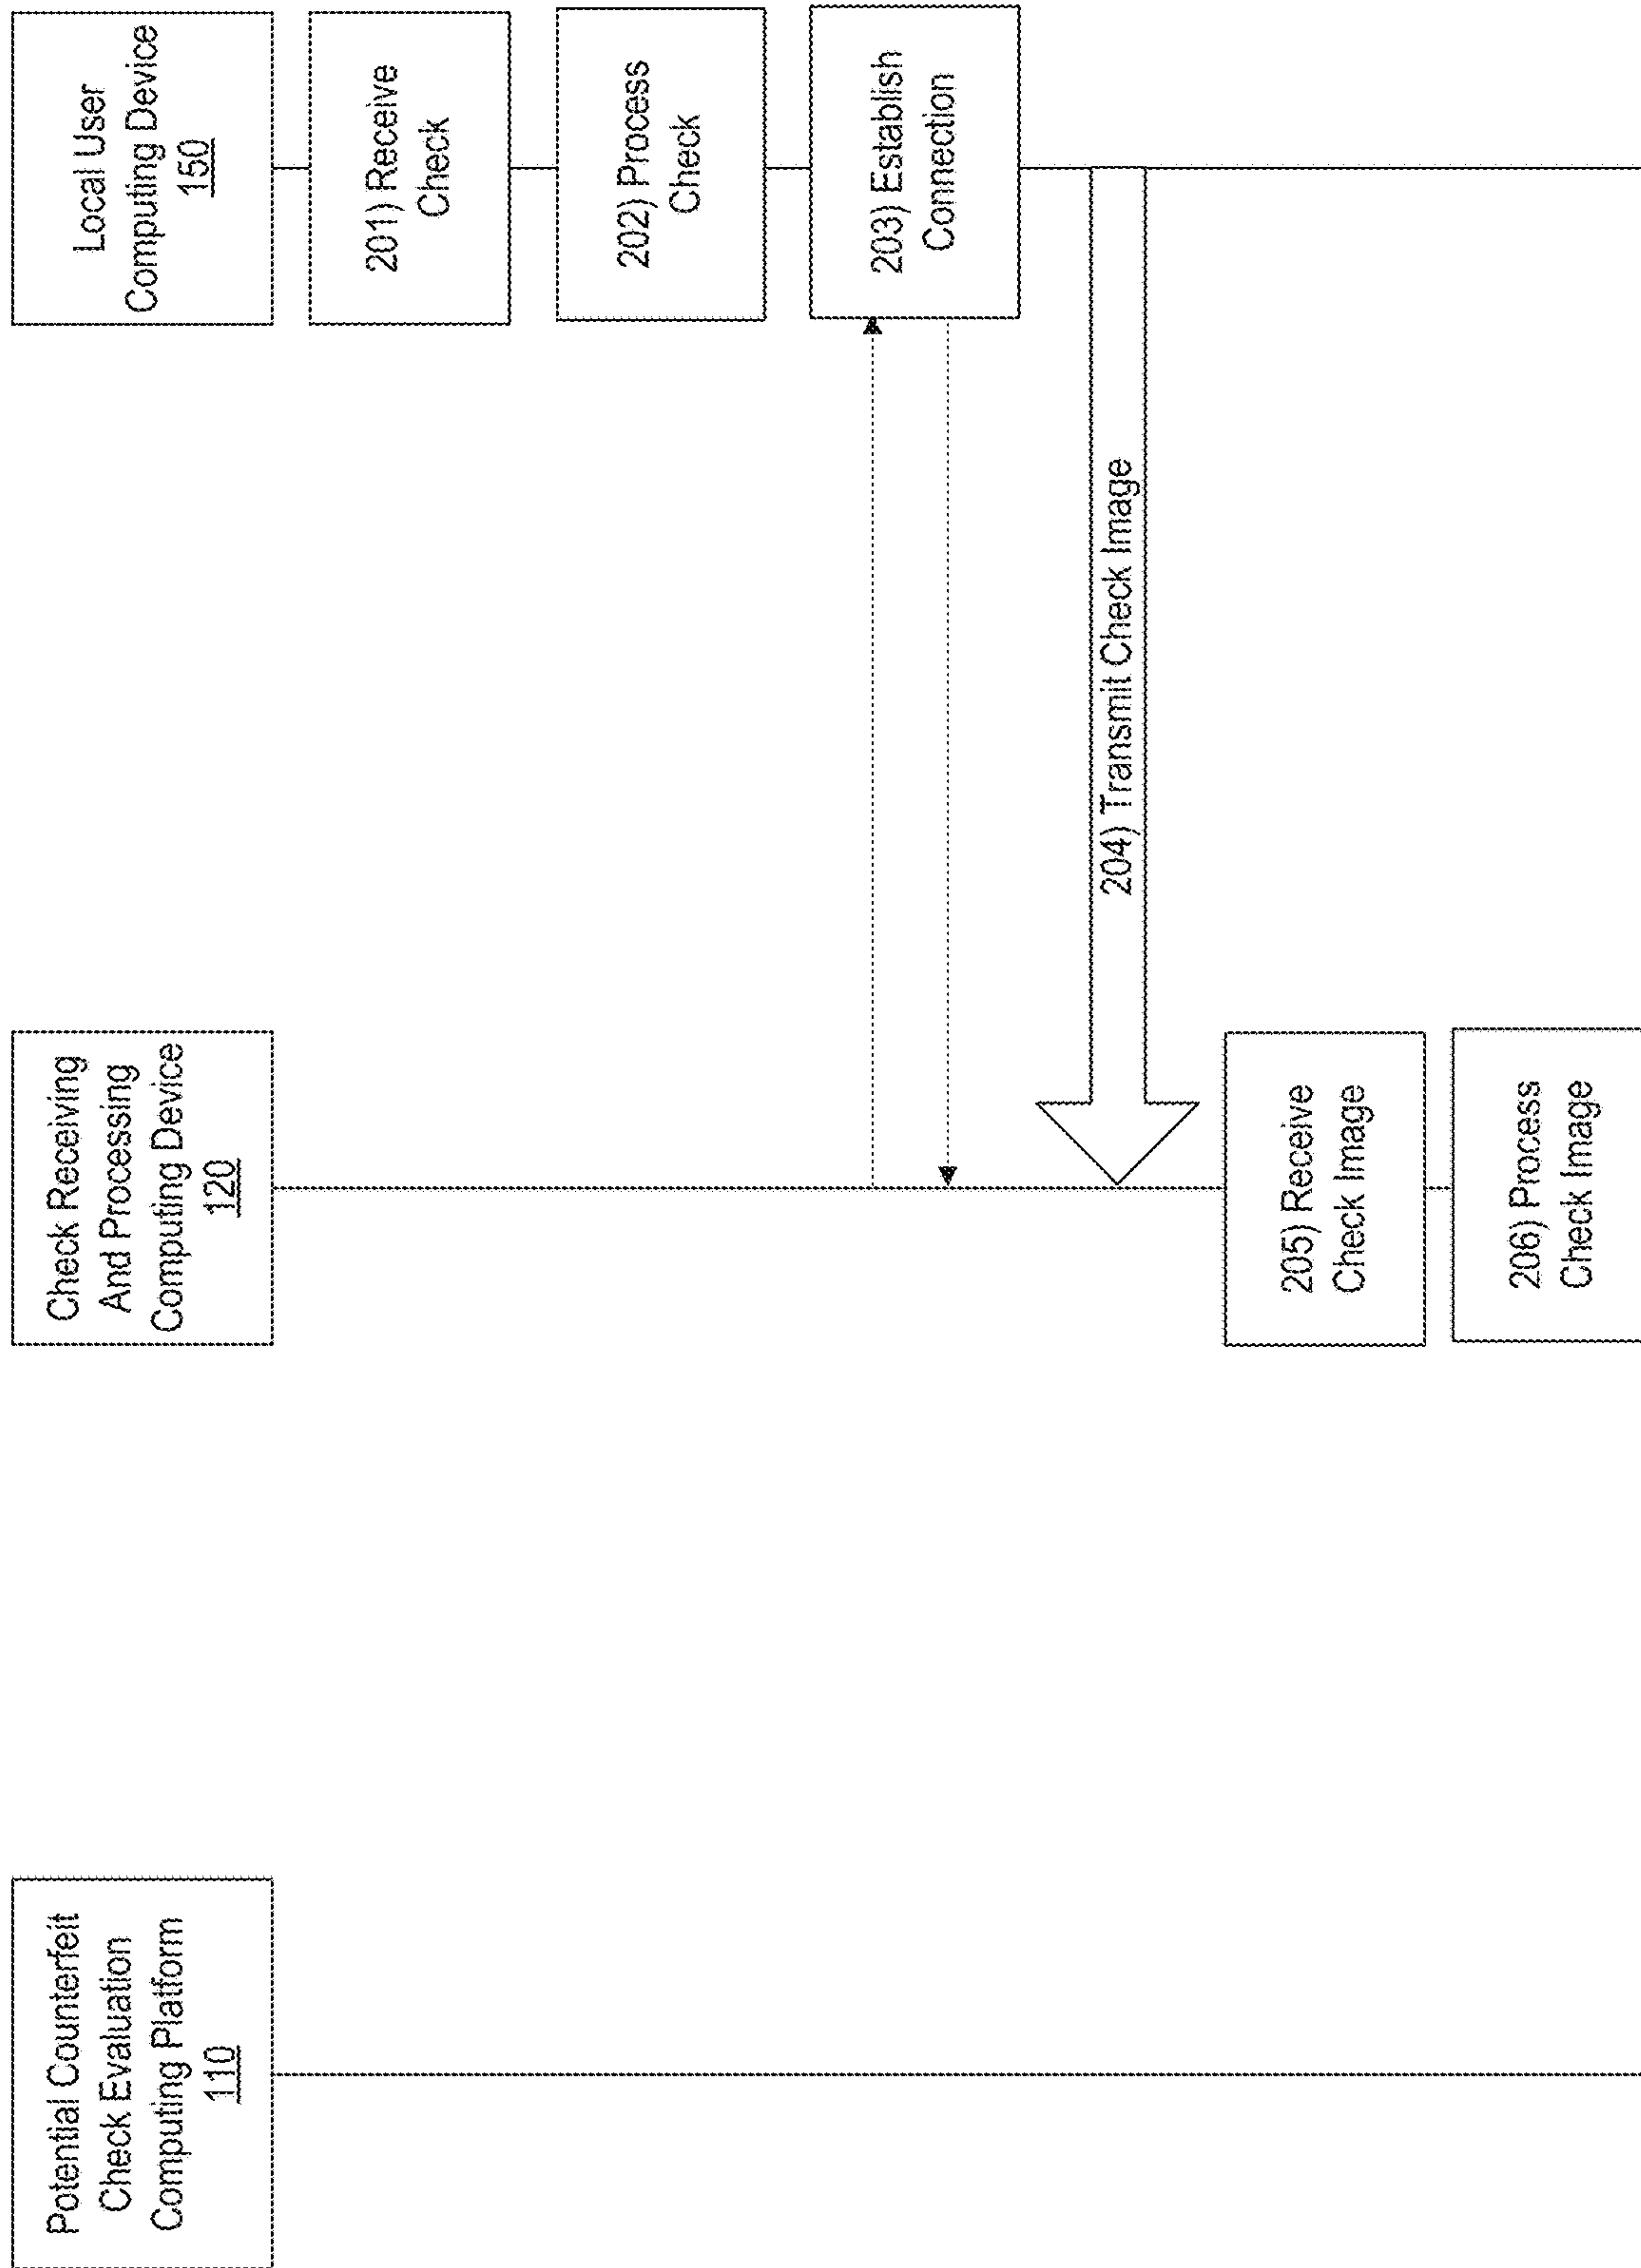 Potential Counterfeit
Check Evaluation
Computing Platform
110
Check Receiving
And Processing
Computing Device
120
Local User
Computing Device
150
201) Receive
Check
202) Process
Check
203) Establish
Connection
204) Transmit Check Image
205) Receive
Check Image
206) Process
Check Image